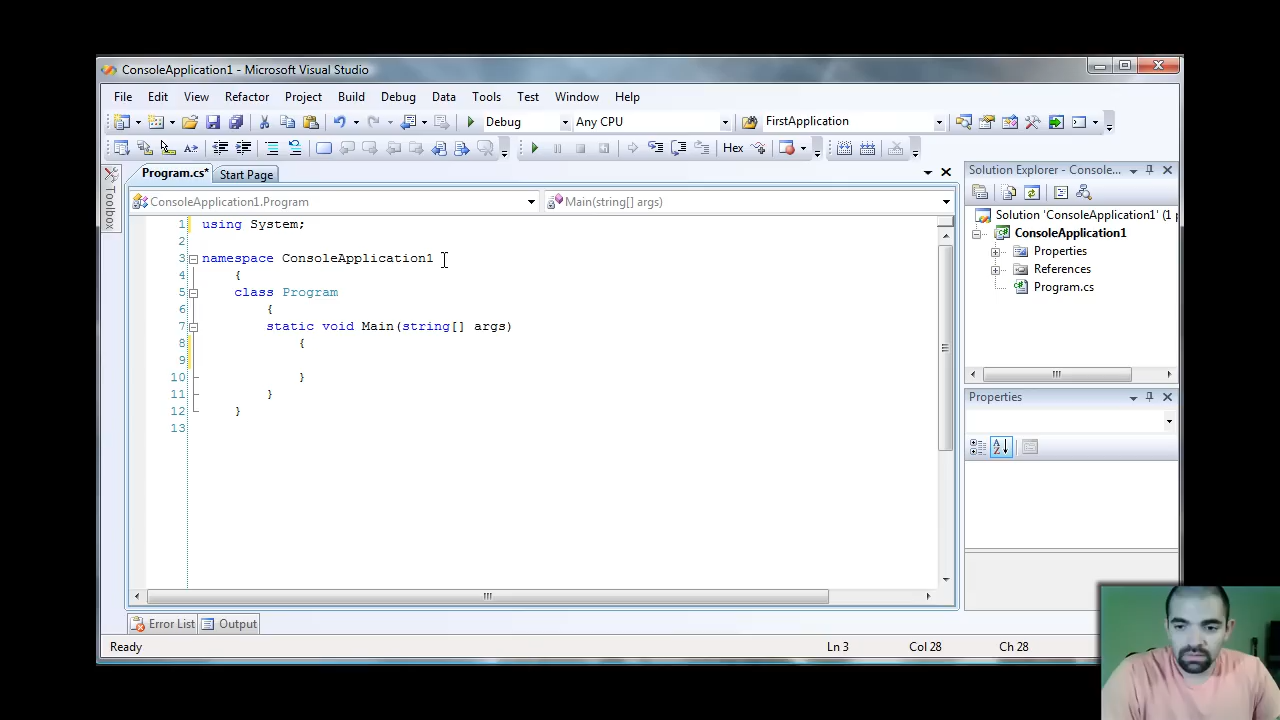 ConsoleApplication1 - Microsoft Visual Studio
File Edit View Refactor Project Build Debug Data Tools Test Window Help
Debug Any CPU FirstApplication
Hex
Toolbox
Program.cs* Start Page
ConsoleApplication1.Program Main(string[] args)
1 using System;
2
3 namespace ConsoleApplication1
4 {
5 class Program
6 {
7 static void Main(string[] args)
8 {
9
10 }
11 }
12 }
13
Solution Explorer - Console...
Solution 'ConsoleApplication1' (1 p
ConsoleApplication1
Properties
References
Program.cs
Properties
Error List Output
Ready Ln 3 Col 28 Ch 28